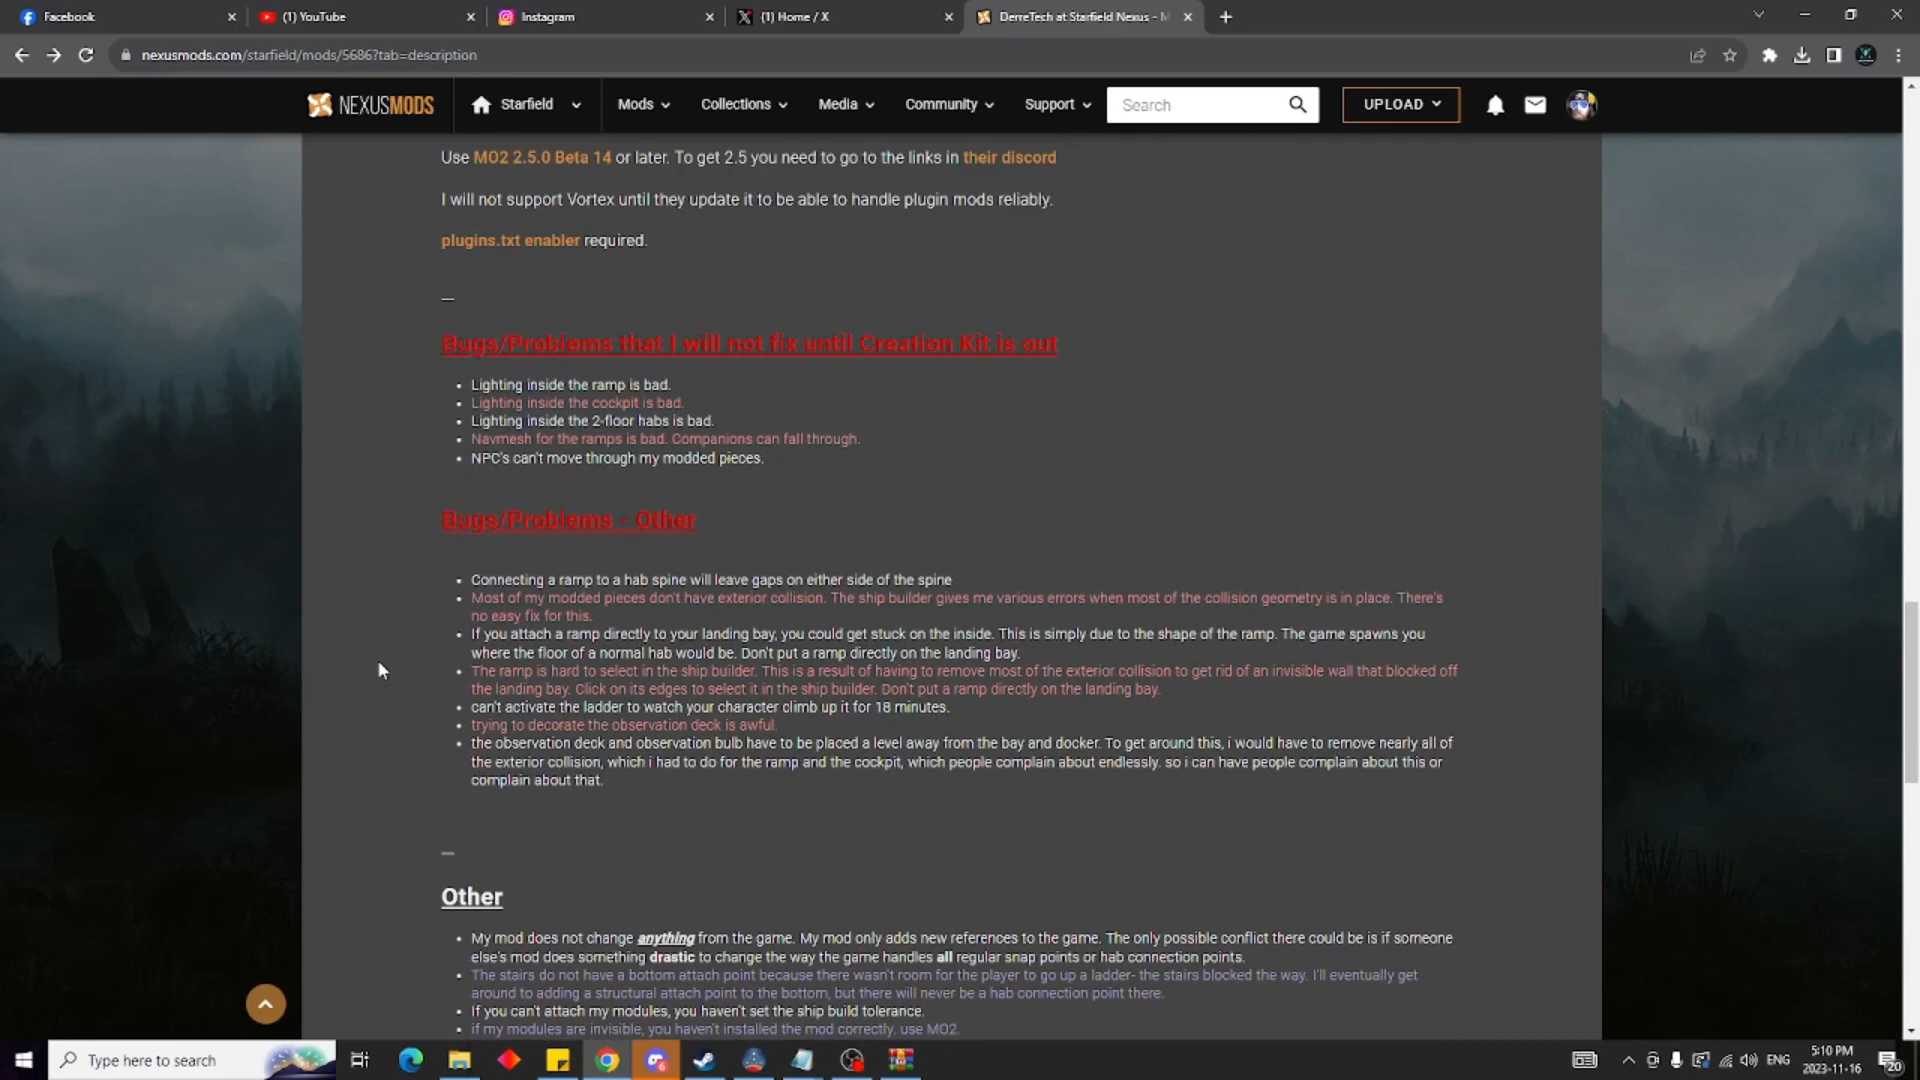 Facebook
(1) YouTube
Instagram
(1) Home / X
DerreTech at Starfield Nexus - M
nexusmods.com/starfield/mods/5686?tab=description
NEXUSMODS
Starfield
Mods
Collections
Media
Community
Support
Search
UPLOAD
Use MO2 2.5.0 Beta 14 or later. To get 2.5 you need to go to the links in their discord
I will not support Vortex until they update it to be able to handle plugin mods reliably.
plugins.txt enabler required.
—
Bugs/Problems that I will not fix until Creation Kit is out
• Lighting inside the ramp is bad.
• Lighting inside the cockpit is bad.
• Lighting inside the 2-floor habs is bad.
• Navmesh for the ramps is bad. Companions can fall through.
• NPC's can't move through my modded pieces.
Bugs/Problems - Other
• Connecting a ramp to a hab spine will leave gaps on either side of the spine
• Most of my modded pieces don't have exterior collision. The ship builder gives me various errors when most of the collision geometry is in place. There's
no easy fix for this.
• If you attach a ramp directly to your landing bay, you could get stuck on the inside. This is simply due to the shape of the ramp. The game spawns you
where the floor of a normal hab would be. Don't put a ramp directly on the landing bay.
• The ramp is hard to select in the ship builder. This is a result of having to remove most of the exterior collision to get rid of an invisible wall that blocked off
the landing bay. Click on its edges to select it in the ship builder. Don't put a ramp directly on the landing bay.
• can't activate the ladder to watch your character climb up it for 18 minutes.
• trying to decorate the observation deck is awful.
• the observation deck and observation bulb have to be placed a level away from the bay and docker. To get around this, i would have to remove nearly all of
the exterior collision, which i had to do for the ramp and the cockpit, which people complain about endlessly. so i can have people complain about this or
complain about that.
—
Other
• My mod does not change anything from the game. My mod only adds new references to the game. The only possible conflict there could be is if someone
else's mod does something drastic to change the way the game handles all regular snap points or hab connection points.
• The stairs do not have a bottom attach point because there wasn't room for the player to go up a ladder- the stairs blocked the way. I'll eventually get
around to adding a structural attach point to the bottom, but there will never be a hab connection point there.
• If you can't attach my modules, you haven't set the ship build tolerance.
• if my modules are invisible, you haven't installed the mod correctly. use MO2.
Type here to search
ENG
5:10 PM
2023-11-16
20